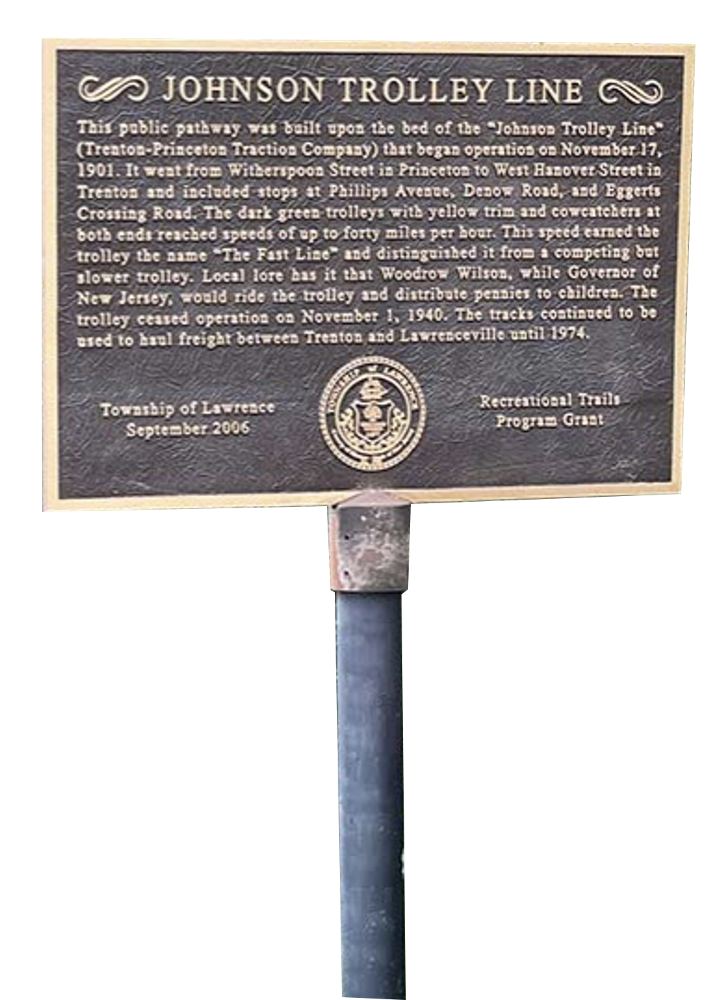 JOHNSON TROLLEY LINE
This public pathway was built upon the bed of the "Johnson Trolley Line"
(Trenton-Princeton Traction Company) that began operation on November 17,
1901. It went from Witherspoon Street in Princeton to West Hanover Street in
Trenton and included stops at Phillips Avenue, Denow Road, and Eggerts
Crossing Road. The dark green trolleys with yellow trim and cowcatchers at
both ends reached speeds of up to forty miles per hour. This speed earned the
trolley the name "The Fast Line" and distinguished it from a competing but
slower trolley. Local lore has it that Woodrow Wilson, while Governor of
New Jersey, would ride the trolley and distribute pennies to children. The
trolley ceased operation on November 1, 1940. The tracks continued to be
used to haul freight between Trenton and Lawrenceville until 1974.
Township of Lawrence
September 2006
TOWNSHIP of LAWRENCE
Recreational Trails
Program Grant